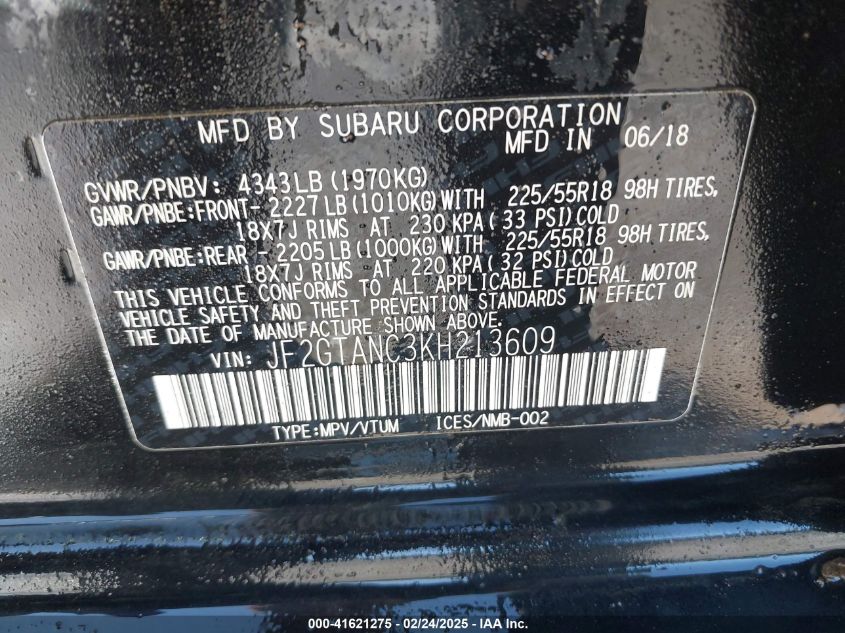 MFD BY SUBARU CORPORATION
MFD IN 06/18
GVWR/PNBV: 4343LB(1970KG)
GAWR/PNBE:FRONT- 2227LB(1010KG)WITH 225/55R18 98H TIRES,
18X7J RIMS AT 230 KPA(33 PSI)COLD
GAWR/PNBE:REAR - 2205LB(1000KG)WITH 225/55R18 98H TIRES,
18X7J RIMS AT 220 KPA(32 PSI)COLD
THIS VEHICLE CONFORMS TO ALL APPLICABLE FEDERAL MOTOR
VEHICLE SAFETY AND THEFT PREVENTION STANDARDS IN EFFECT ON
THE DATE OF MANUFACTURE SHOWN ABOVE.
VIN: JF2GTANC3KH213609
TYPE:MPV/VTUM ICES/NMB-002
000-41621275 - 02/24/2025 - IAA, Inc.